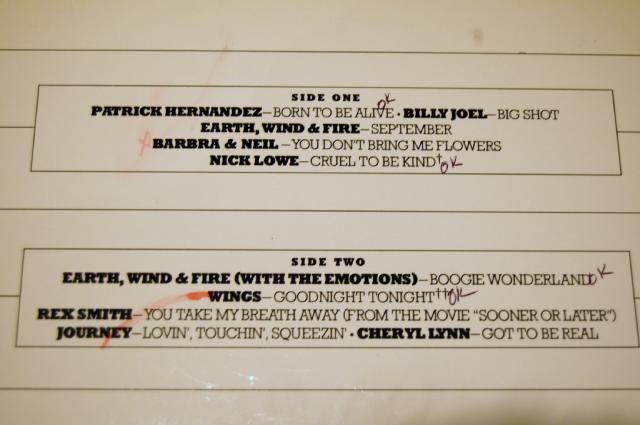 SIDE ONE
PATRICK HERNANDEZ—BORN TO BE ALIVE OK • BILLY JOEL—BIG SHOT
EARTH, WIND & FIRE—SEPTEMBER
BARBRA & NEIL—YOU DON'T BRING ME FLOWERS
NICK LOWE—CRUEL TO BE KIND† OK
SIDE TWO
EARTH, WIND & FIRE (WITH THE EMOTIONS)—BOOGIE WONDERLAND OK
WINGS—GOODNIGHT TONIGHT†† OK
REX SMITH—YOU TAKE MY BREATH AWAY (FROM THE MOVIE "SOONER OR LATER")
JOURNEY—LOVIN', TOUCHIN', SQUEEZIN' • CHERYL LYNN—GOT TO BE REAL